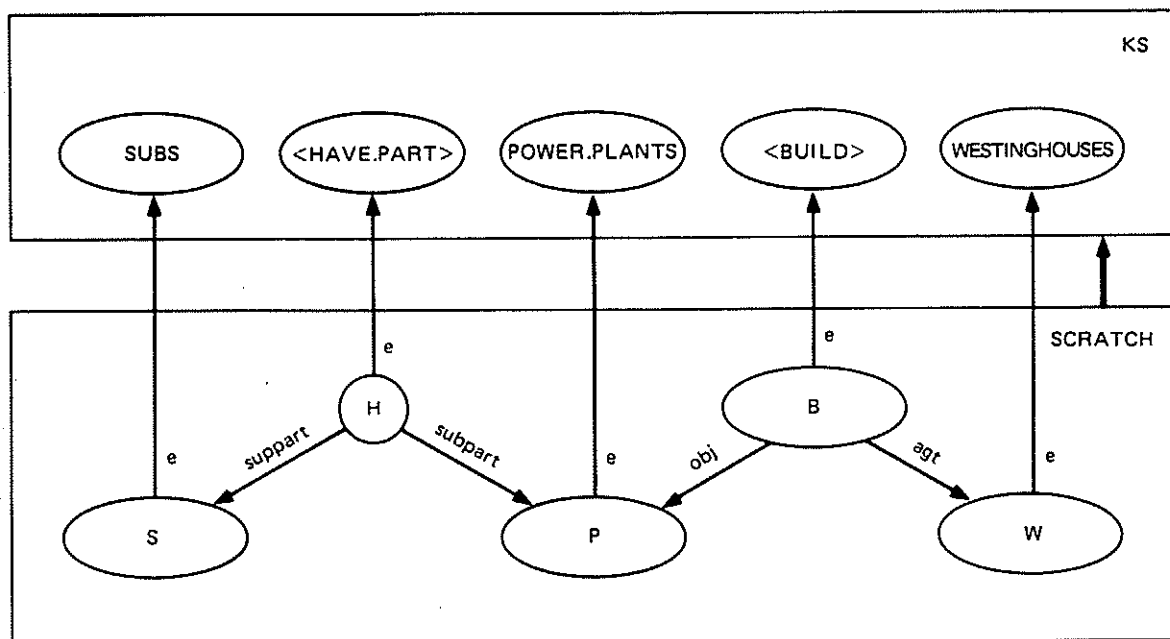 KS
SUBS
<HAVE.PART>
POWER.PLANTS
<BUILD>
WESTINGHOUSES
SCRATCH
e
e
H
B
suppart
subpart
obj
agt
e
e
e
S
P
W